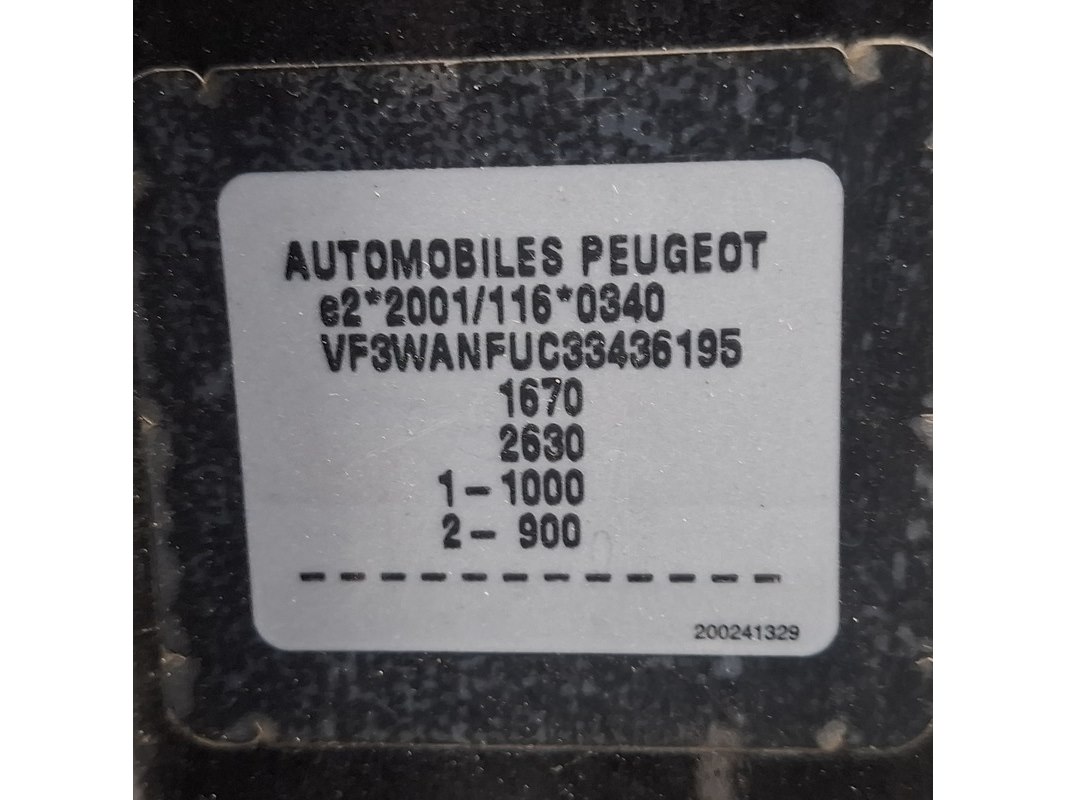 AUTOMOBILES PEUGEOT
e2*2001/116*0340
VF3WANFUC33436195
1670
2630
1- 1000
2- 900
- - - - - - - - - - - -
200241329